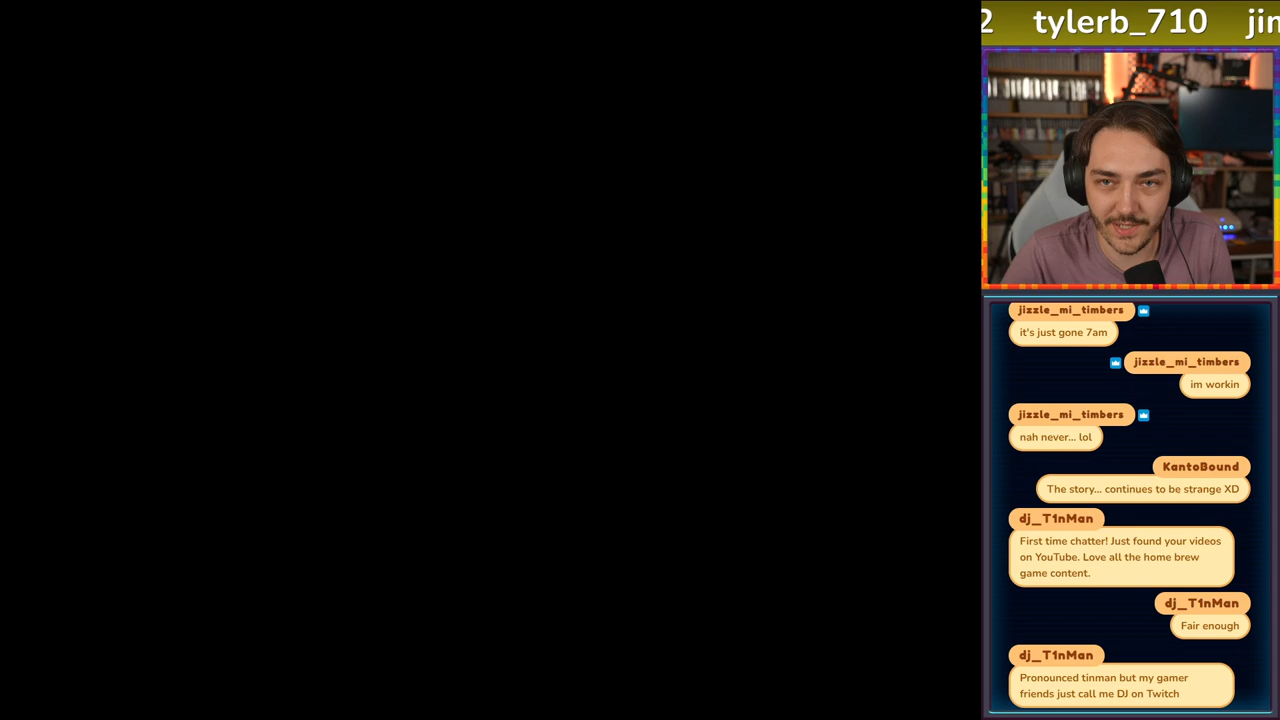 2 tylerb_710 jin
jizzle_mi_timbers
it's just gone 7am
jizzle_mi_timbers
im workin
jizzle_mi_timbers
nah never... lol
KantoBound
The story... continues to be strange XD
dj_T1nMan
First time chatter! Just found your videos
on YouTube. Love all the home brew
game content.
dj_T1nMan
Fair enough
dj_T1nMan
Pronounced tinman but my gamer
friends just call me DJ on Twitch